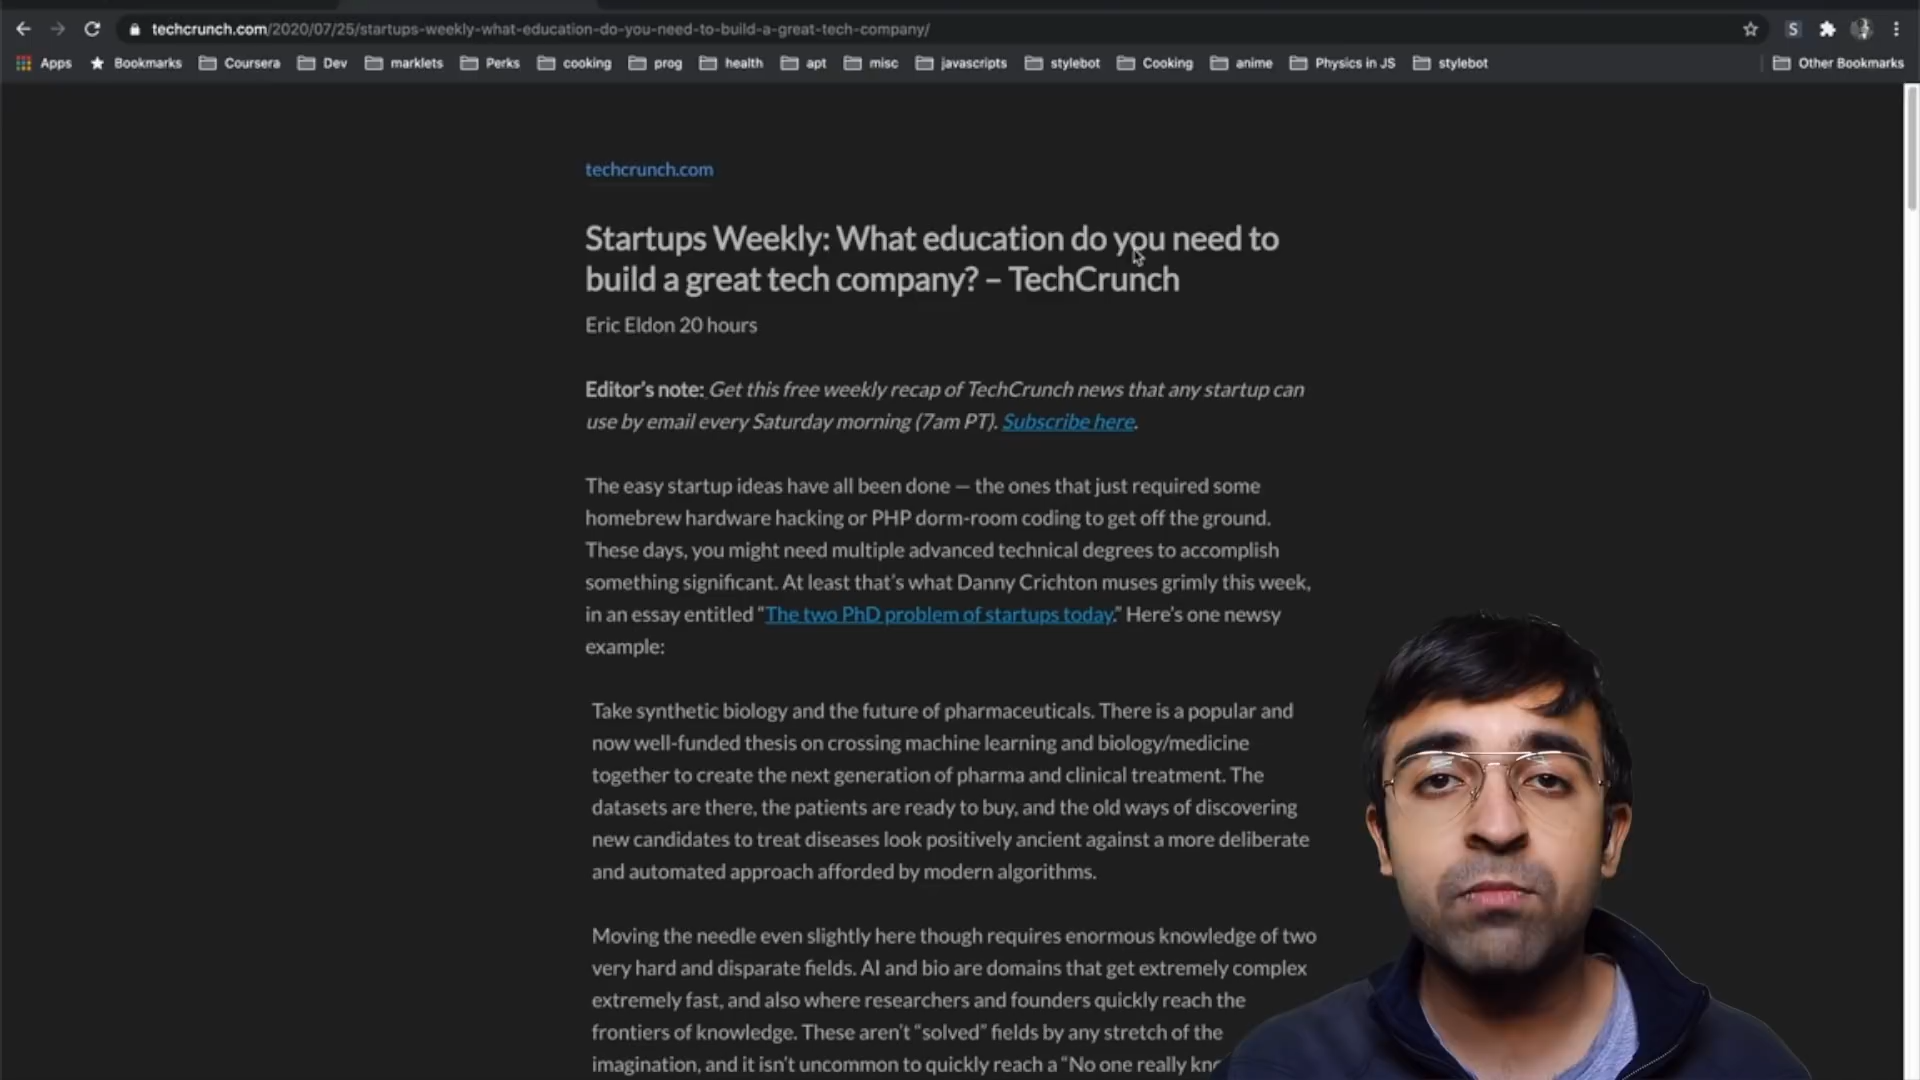 techcrunch.com/2020/07/25/startups-weekly-what-education-do-you-need-to-build-a-great-tech-company/
S
Apps Bookmarks Coursera Dev marklets Perks cooking prog health apt misc javascripts stylebot Cooking anime Physics in JS stylebot Other Bookmarks
techcrunch.com
Startups Weekly: What education do you need to
build a great tech company? – TechCrunch
Eric Eldon 20 hours
Editor’s note: Get this free weekly recap of TechCrunch news that any startup can
use by email every Saturday morning (7am PT). Subscribe here.
The easy startup ideas have all been done — the ones that just required some
homebrew hardware hacking or PHP dorm-room coding to get off the ground.
These days, you might need multiple advanced technical degrees to accomplish
something significant. At least that’s what Danny Crichton muses grimly this week,
in an essay entitled “The two PhD problem of startups today.” Here’s one newsy
example:
Take synthetic biology and the future of pharmaceuticals. There is a popular and
now well-funded thesis on crossing machine learning and biology/medicine
together to create the next generation of pharma and clinical treatment. The
datasets are there, the patients are ready to buy, and the old ways of discovering
new candidates to treat diseases look positively ancient against a more deliberate
and automated approach afforded by modern algorithms.
Moving the needle even slightly here though requires enormous knowledge of two
very hard and disparate fields. AI and bio are domains that get extremely complex
extremely fast, and also where researchers and founders quickly reach the
frontiers of knowledge. These aren’t “solved” fields by any stretch of the
imagination, and it isn’t uncommon to quickly reach a “No one really